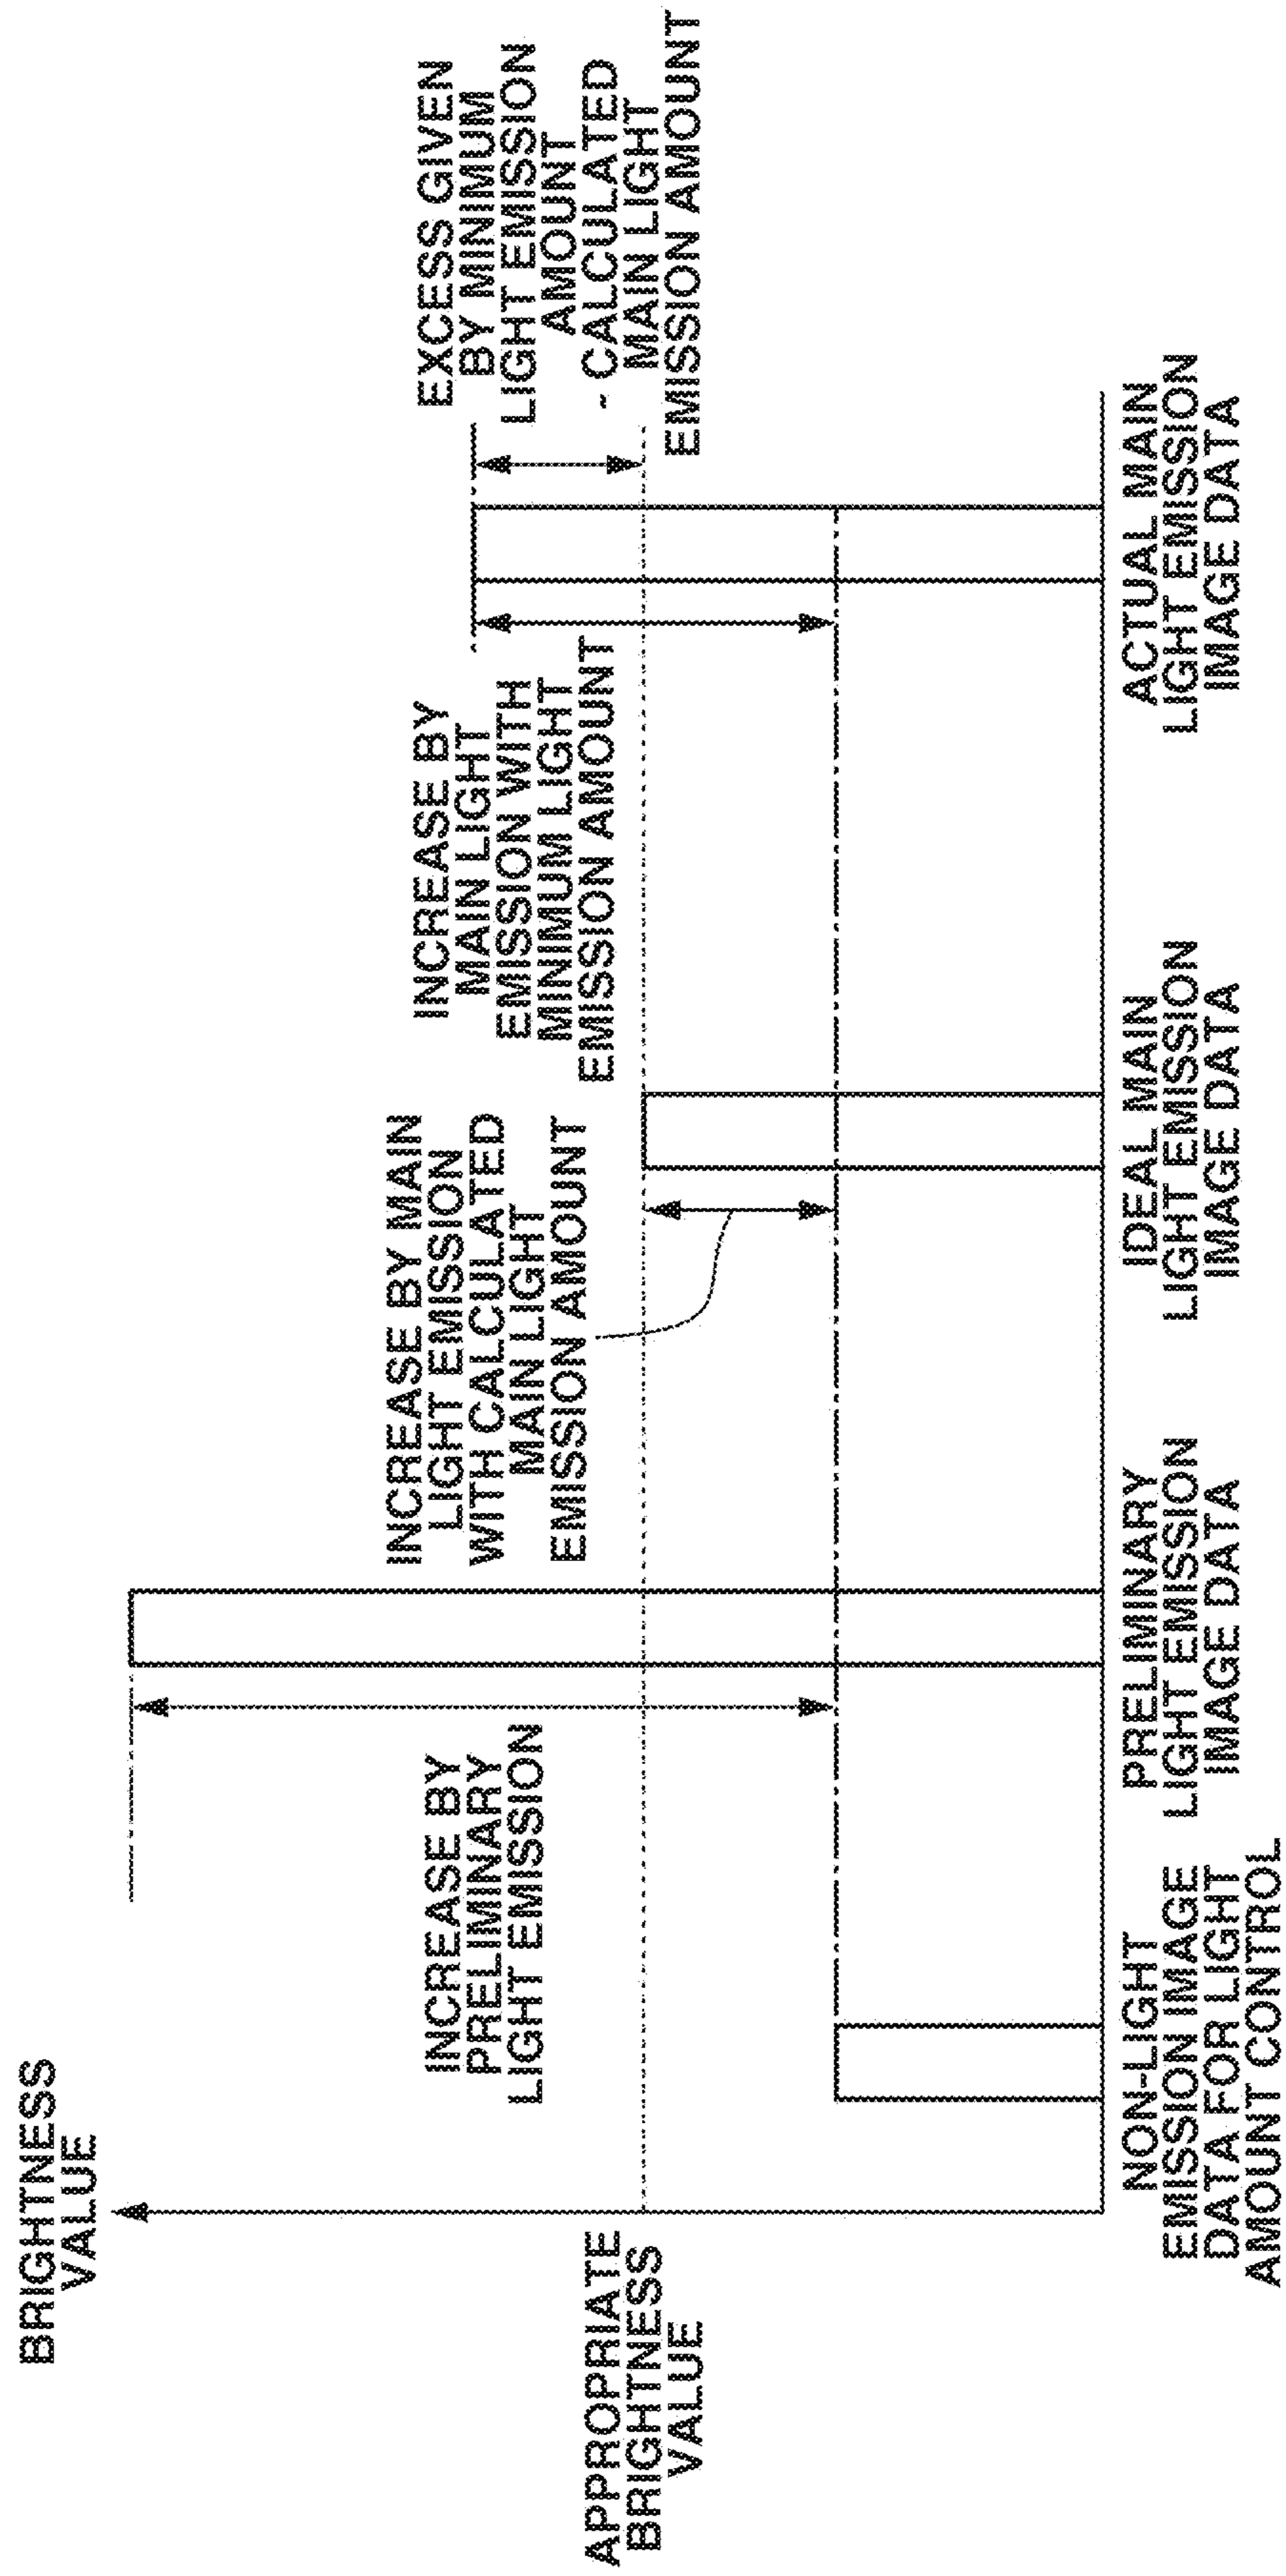 BRIGHTNESS
VALUE
APPROPRIATE
BRIGHTNESS
VALUE
INCREASE BY
PRELIMINARY
LIGHT EMISSION
INCREASE BY MAIN
LIGHT EMISSION
WITH CALCULATED
MAIN LIGHT
EMISSION AMOUNT
INCREASE BY
MAIN LIGHT
EMISSION WITH
MINIMUM LIGHT
EMISSION AMOUNT
EXCESS GIVEN
BY MINIMUM
LIGHT EMISSION
AMOUNT
- CALCULATED
MAIN LIGHT
EMISSION AMOUNT
NON-LIGHT
EMISSION IMAGE
DATA FOR LIGHT
AMOUNT CONTROL
PRELIMINARY
LIGHT EMISSION
IMAGE DATA
IDEAL MAIN
LIGHT EMISSION
IMAGE DATA
ACTUAL MAIN
LIGHT EMISSION
IMAGE DATA